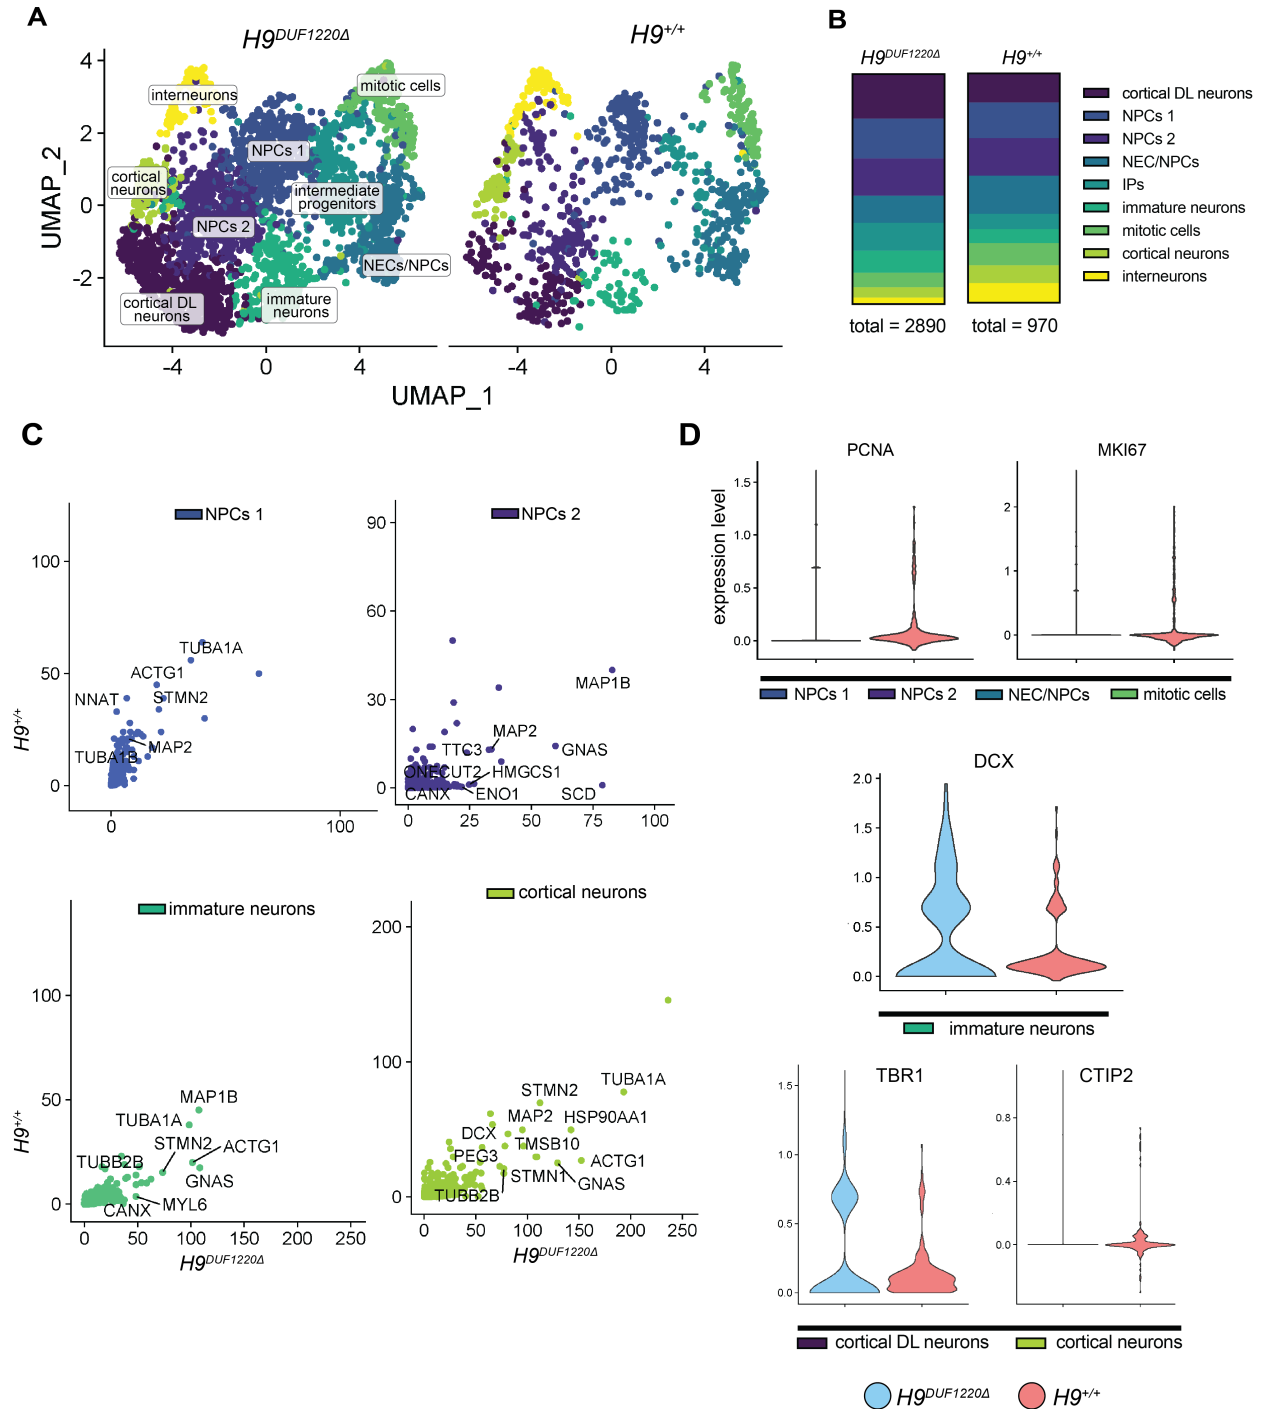 A
H9DUF1220Δ
H9+/+
UMAP_2
4
2
0
-2
interneurons
mitotic cells
NPCs 1
cortical
neurons
intermediate
progenitors
NPCs 2
NECs/NPCs
cortical DL
neurons
immature
neurons
-4
0
4
-4
0
4
UMAP_1
B
H9DUF1220Δ
H9+/+
cortical DL neurons
NPCs 1
NPCs 2
NEC/NPCs
IPs
immature neurons
mitotic cells
cortical neurons
interneurons
total = 2890
total = 970
C
NPCs 1
H9+/+
100
50
0
TUBA1A
ACTG1
NNAT
STMN2
MAP2
TUBA1B
0
100
NPCs 2
90
60
30
0
MAP1B
MAP2
TTC3
GNAS
ONECUT2
HMGCS1
CANX
ENO1
SCD
0
25
50
75
100
immature neurons
H9+/+
100
50
0
MAP1B
TUBA1A
STMN2
ACTG1
TUBB2B
GNAS
CANX
MYL6
0
50
100
150
200
250
H9DUF1220Δ
cortical neurons
200
100
0
TUBA1A
STMN2
MAP2
HSP90AA1
DCX
TMSB10
PEG3
ACTG1
STMN1
GNAS
TUBB2B
0
50
100
150
200
250
H9DUF1220Δ
D
PCNA
MKI67
expression level
1.5
1.0
0.5
0.0
2
1
0
NPCs 1
NPCs 2
NEC/NPCs
mitotic cells
DCX
2.0
1.5
1.0
0.5
0.0
immature neurons
TBR1
CTIP2
1.5
1.0
0.5
0.0
0.8
0.4
0.0
cortical DL neurons
cortical neurons
H9DUF1220Δ
H9+/+